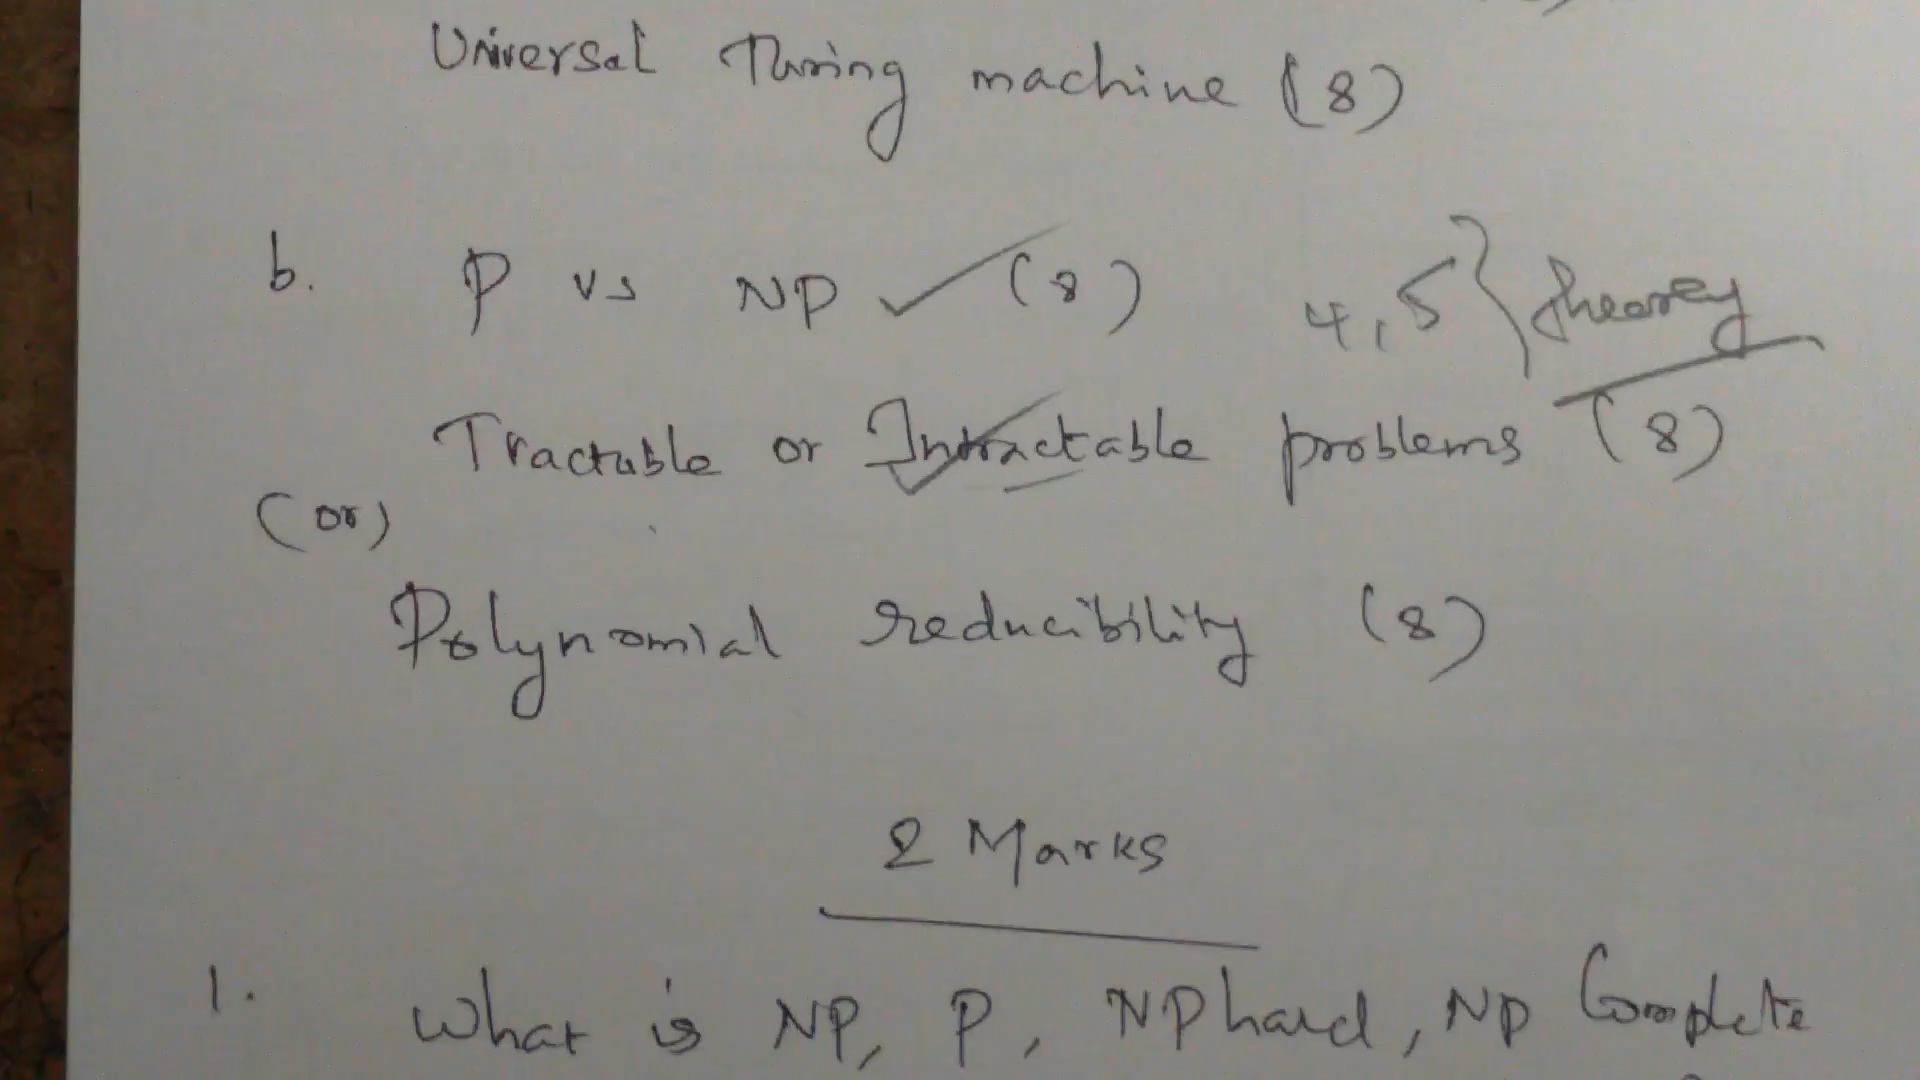 Universal Turing machine (8)
b. P vs NP ✓ (8) 4,5} theory
Tractable or Intractable problems (8)
(or)
Polynomial reducibility (8)
2 Marks
1. What is NP, P, NP hard, NP Complete